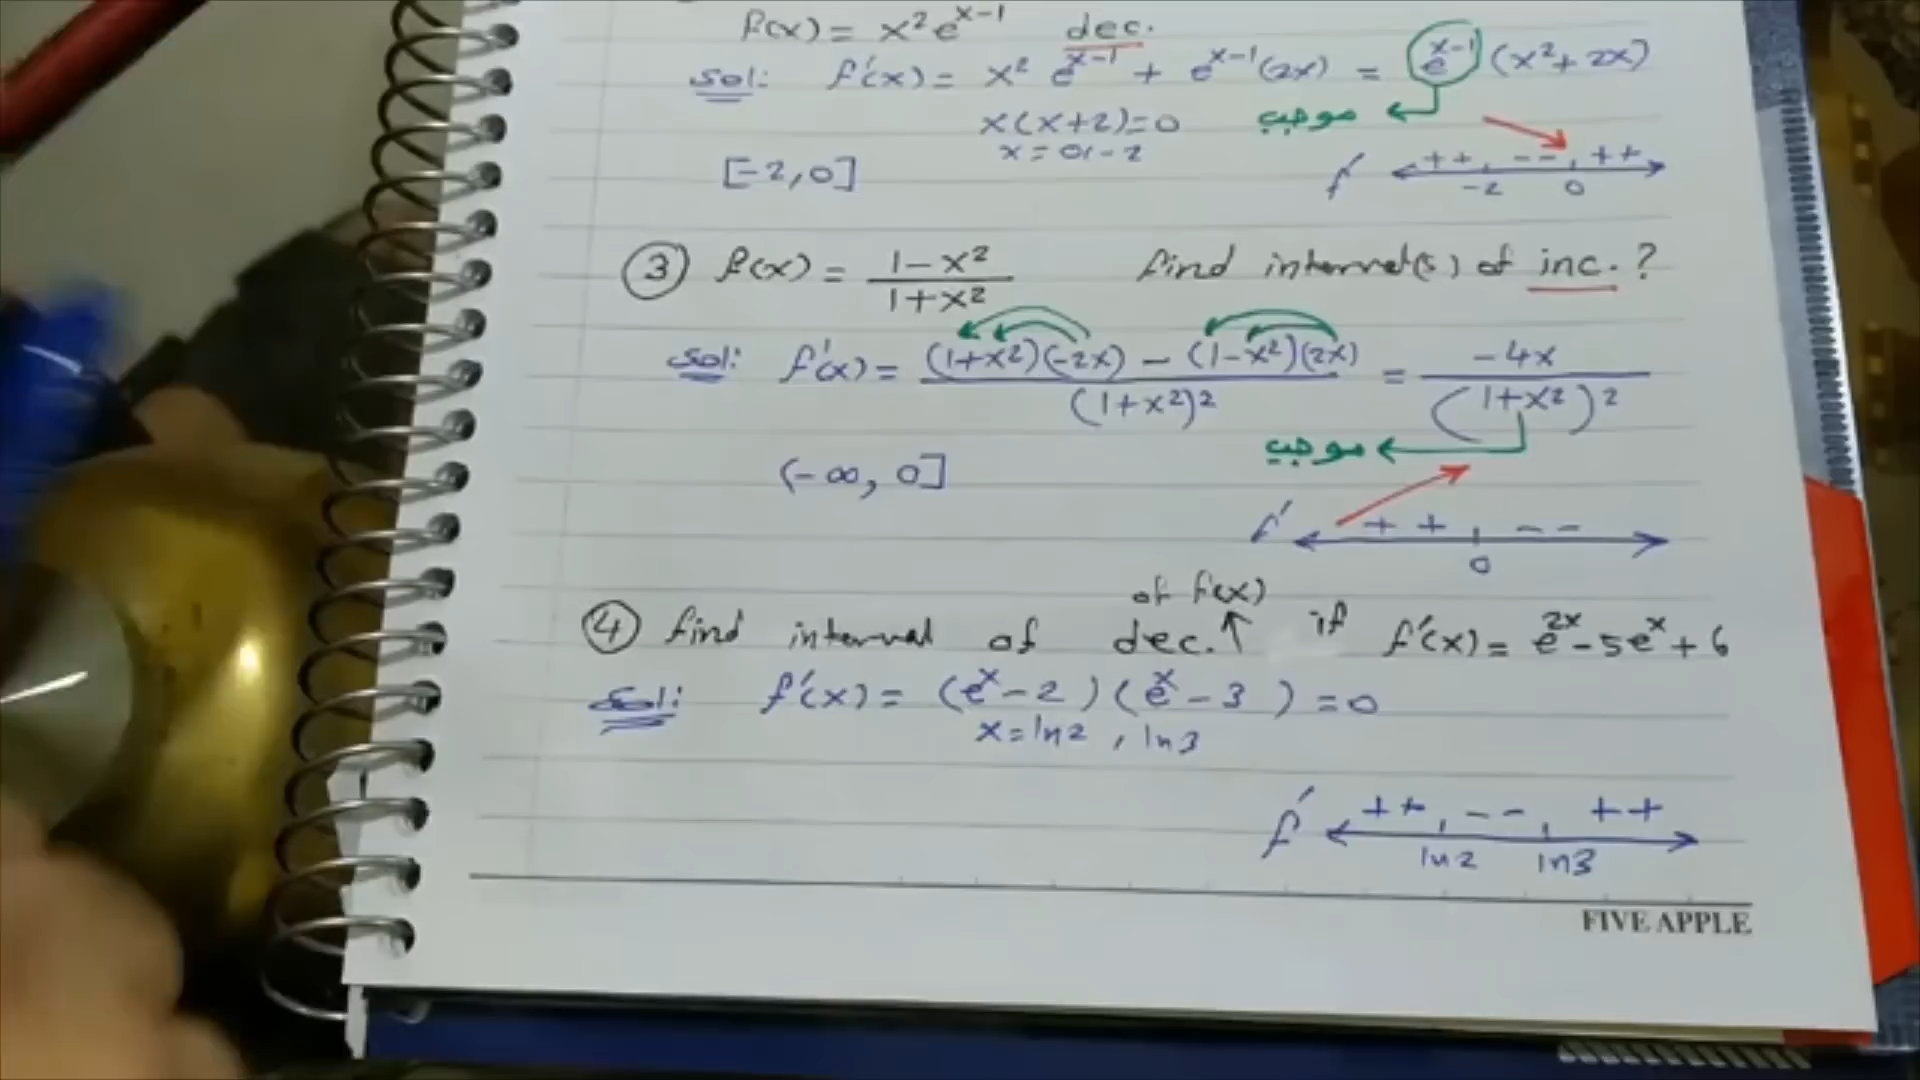 f(x) = x² e^(x-1) dec.
Sol: f'(x) = x² e^(x-1) + e^(x-1)(2x) = e^(x-1) (x²+2x)
x(x+2)=0 موجب
x = 0, -2
[-2,0]
f' ++ -- ++
-2 0
③ f(x) = (1-x²)/(1+x²) find interval(s) of inc. ?
Sol: f'(x) = ((1+x²)(-2x) - (1-x²)(2x))/(1+x²)² = -4x/(1+x²)²
موجب
(-∞, 0]
f' + + - -
0
of f(x)
④ find interval of dec. ↑ if f'(x) = e^(2x) - 5e^x + 6
Sol: f'(x) = (e^x - 2)(e^x - 3) = 0
x = ln2 , ln3
f' ++ -- ++
ln2 ln3
FIVE APPLE